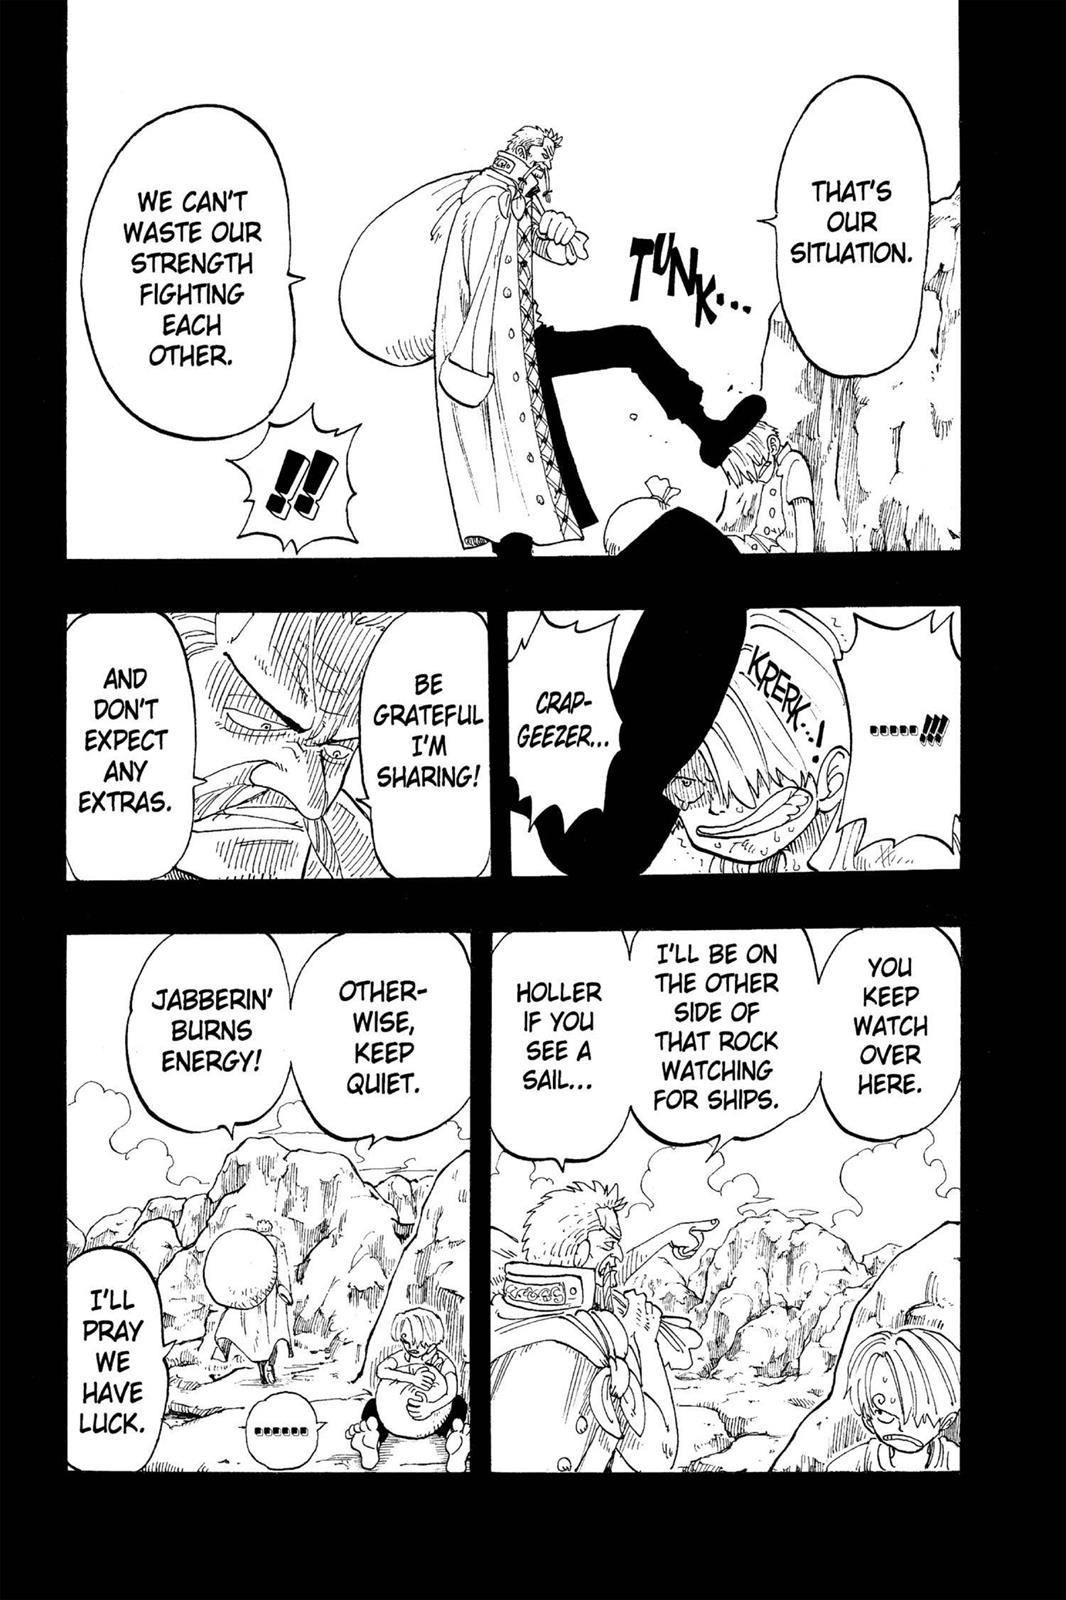 THAT'S
OUR
SITUATION.
TUNK...
WE CAN'T
WASTE OUR
STRENGTH
FIGHTING
EACH
OTHER.
!!
.....!!!
KRERK...!
CRAP-
GEEZER...
BE
GRATEFUL
I'M
SHARING!
AND
DON'T
EXPECT
ANY
EXTRAS.
YOU
KEEP
WATCH
OVER
HERE.
I'LL BE ON
THE OTHER
SIDE OF
THAT ROCK
WATCHING
FOR SHIPS.
HOLLER
IF YOU
SEE A
SAIL...
OTHER-
WISE,
KEEP
QUIET.
JABBERIN'
BURNS
ENERGY!
I'LL
PRAY
WE
HAVE
LUCK.
......